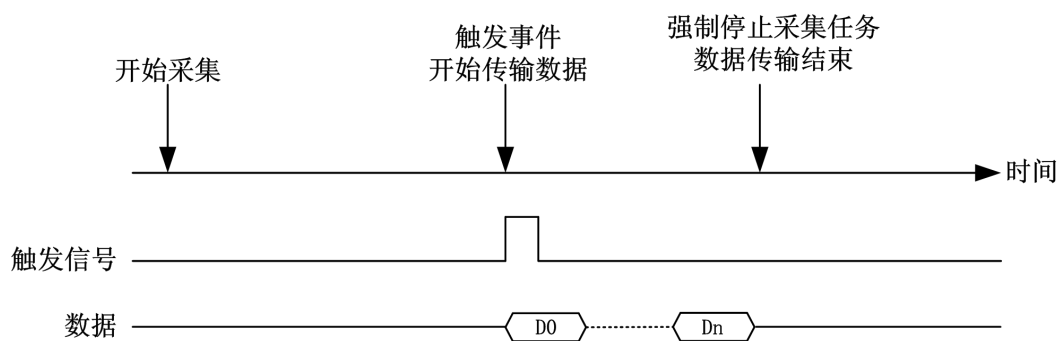 开始采集
触发事件
开始传输数据
强制停止采集任务
数据传输结束
时间
触发信号
数据
D0
Dn